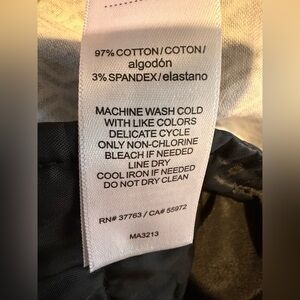 97% COTTON/COTON/
algodón
3% SPANDEX/elastano
MACHINE WASH COLD
WITH LIKE COLORS
DELICATE CYCLE
ONLY NON-CHLORINE
BLEACH IF NEEDED
LINE DRY
COOL IRON IF NEEDED
DO NOT DRY CLEAN
RN# 37763 / CA# 55972
MA3213